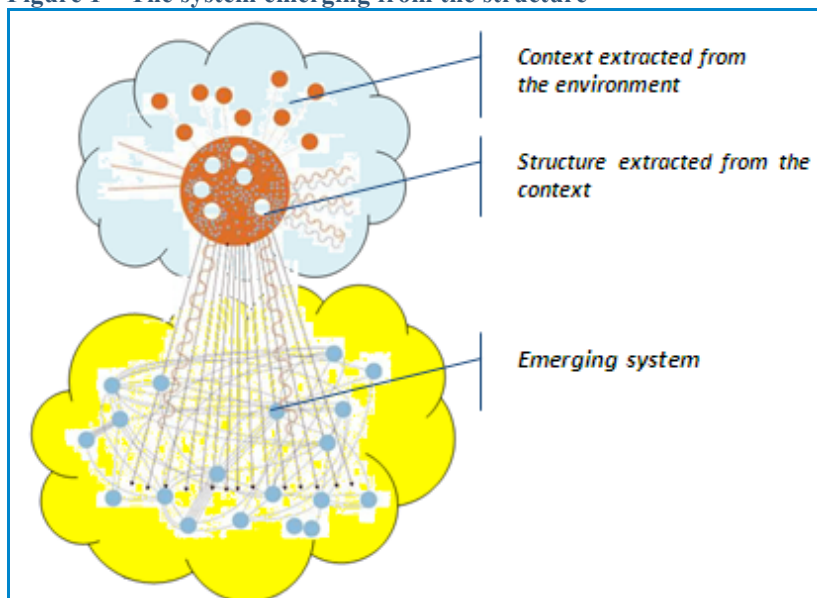 Figure 1 – The system emerging from the structure
Context extracted from
the environment
Structure extracted from the
context
Emerging system